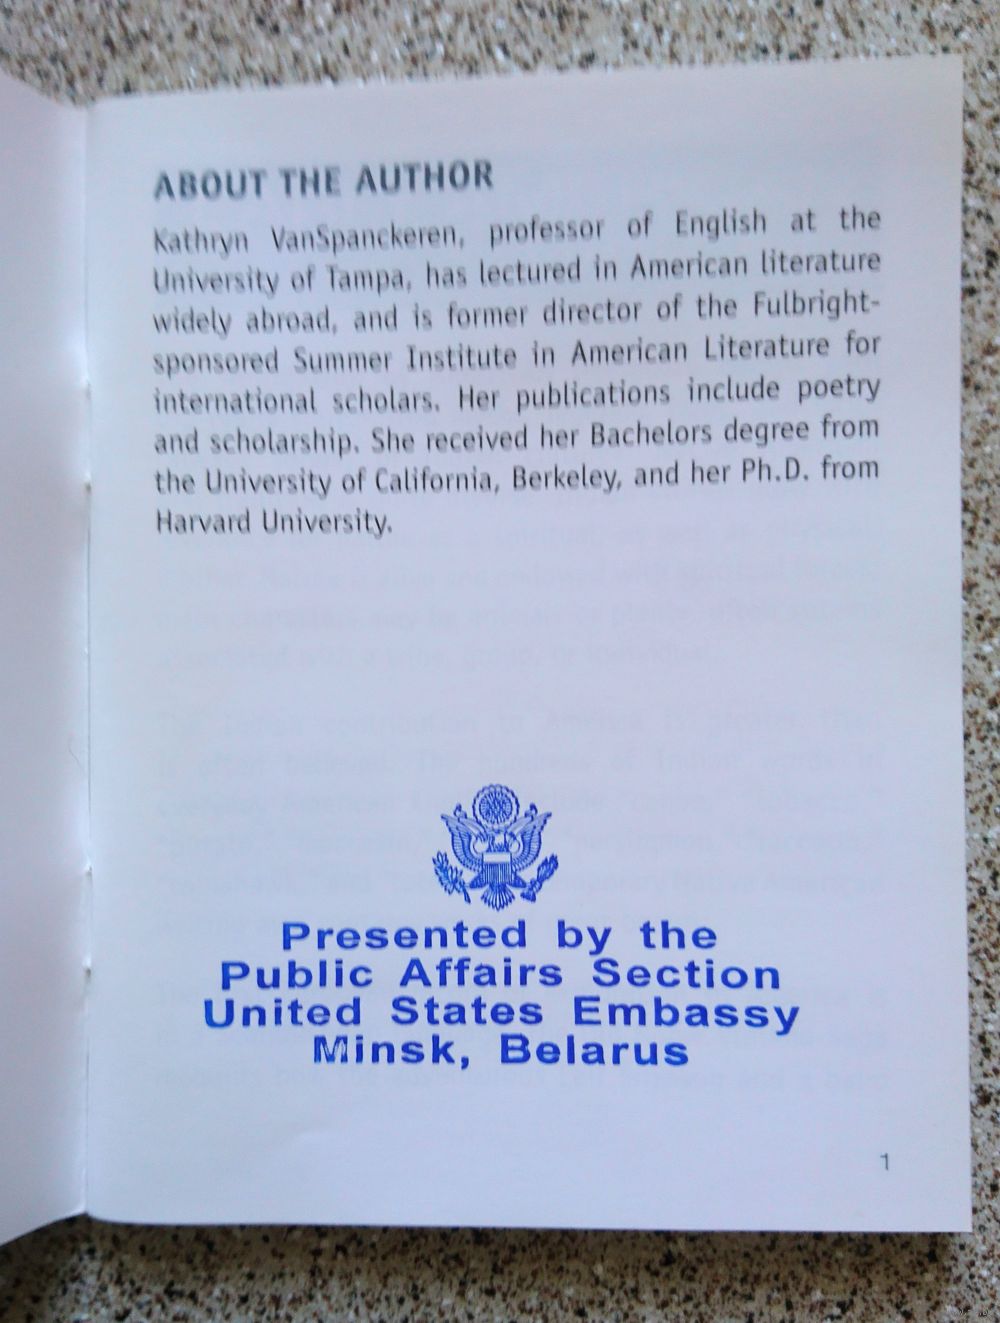 ABOUT THE AUTHOR
Kathryn VanSpanckeren, professor of English at the
University of Tampa, has lectured in American literature
widely abroad, and is former director of the Fulbright-
sponsored Summer Institute in American Literature for
international scholars. Her publications include poetry
and scholarship. She received her Bachelors degree from
the University of California, Berkeley, and her Ph.D. from
Harvard University.
Presented by the
Public Affairs Section
United States Embassy
Minsk, Belarus
1